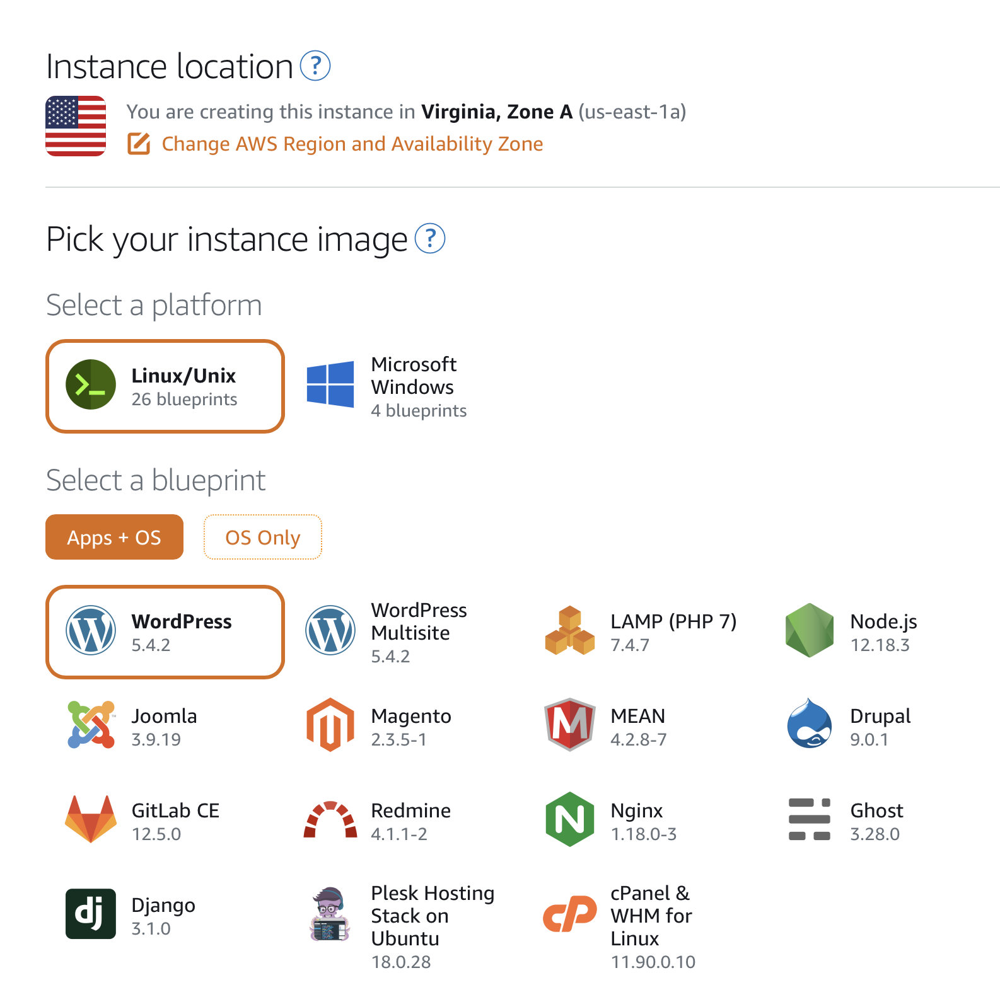 Instance location ?
You are creating this instance in Virginia, Zone A (us-east-1a)
Change AWS Region and Availability Zone
Pick your instance image ?
Select a platform
Linux/Unix
26 blueprints
Microsoft
Windows
4 blueprints
Select a blueprint
Apps + OS
OS Only
WordPress
5.4.2
WordPress
Multisite
5.4.2
LAMP (PHP 7)
7.4.7
Node.js
12.18.3
Joomla
3.9.19
Magento
2.3.5-1
MEAN
4.2.8-7
Drupal
9.0.1
GitLab CE
12.5.0
Redmine
4.1.1-2
Nginx
1.18.0-3
Ghost
3.28.0
dj
Django
3.1.0
Plesk Hosting
Stack on
Ubuntu
18.0.28
cP
cPanel &
WHM for
Linux
11.90.0.10